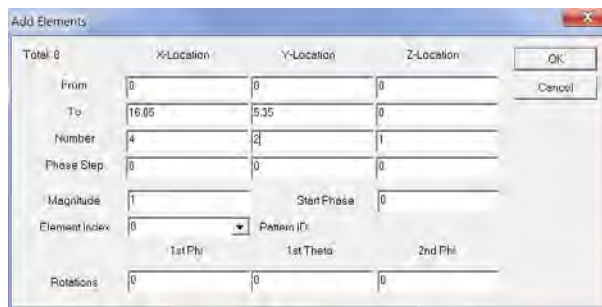 Add Elements
Total: 8 X-Location Y-Location Z-Location OK
From 0 0 0 Cancel
To 16.05 5.35 0
Number 4 2 1
Phase Step 0 0 0
Magnitude 1 Start Phase 0
Element Index 0 Pattern ID:
1st Phi 1st Theta 2nd Phi
Rotations 0 0 0